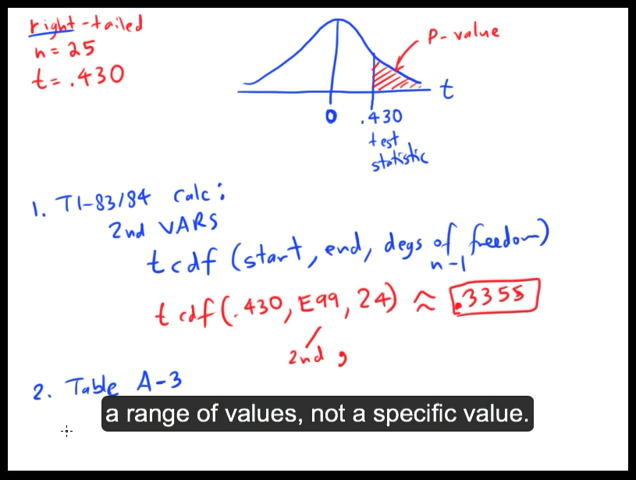 right-tailed
n = 25
t = .430
P-value
t
0
.430
test
statistic
1. TI-83/84 Calc:
2nd VARS
tcdf (start, end, degs of freedom)
n-1
tcdf(.430, E99, 24) ≈ .3355
2nd ,
2. Table A-3
a range of values, not a specific value.